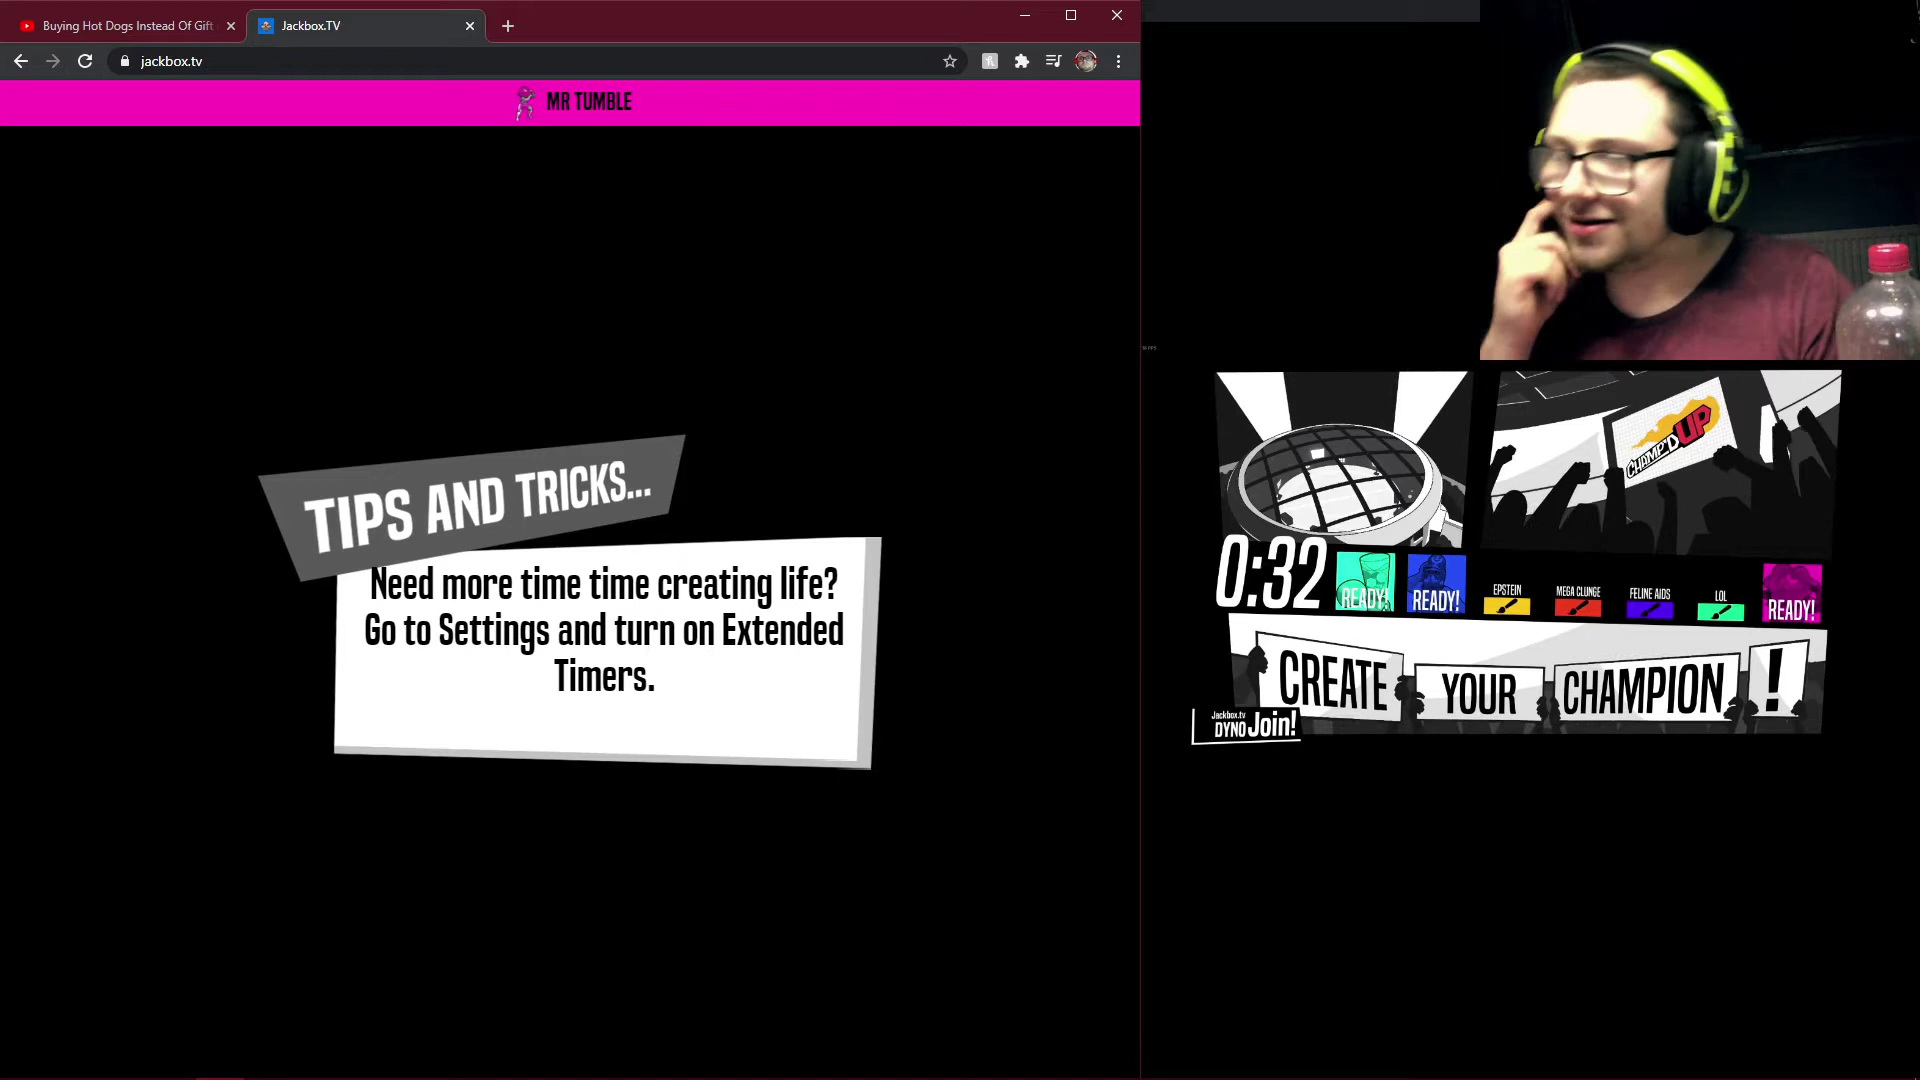 Buying Hot Dogs Instead Of Gift
Jackbox.TV
jackbox.tv
MR TUMBLE
TIPS AND TRICKS...
Need more time time creating life?
Go to Settings and turn on Extended
Timers.
CHAMP'D UP
0:32
READY!
READY!
EPSTEIN
MEGA CLUNGE
FELINE AIDS
LOL
READY!
CREATE YOUR CHAMPION !
Jackbox.tv
DYNO Join!